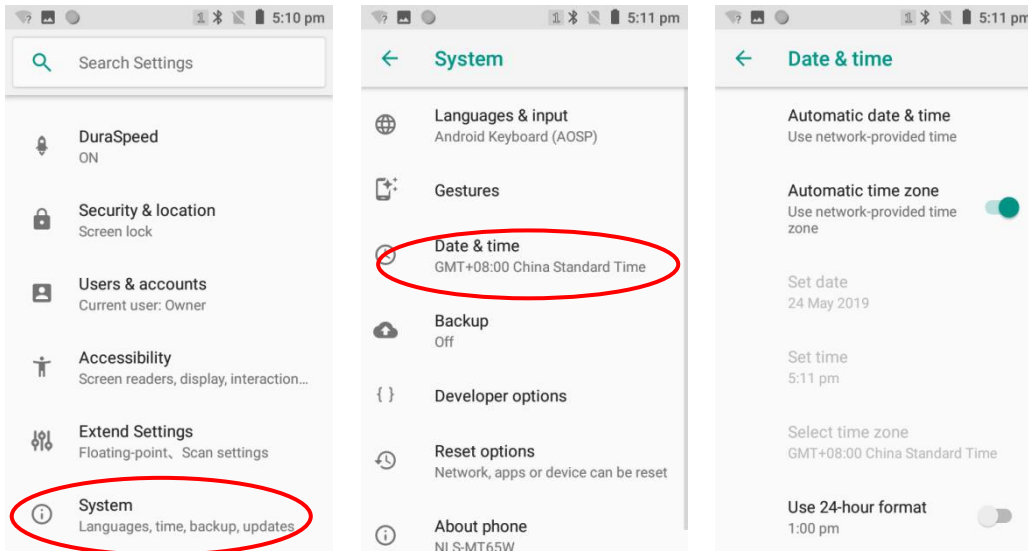 5:10 pm
Search Settings
DuraSpeed
ON
Security & location
Screen lock
Users & accounts
Current user: Owner
Accessibility
Screen readers, display, interaction...
Extend Settings
Floating-point、Scan settings
System
Languages, time, backup, updates
5:11 pm
System
Languages & input
Android Keyboard (AOSP)
Gestures
Date & time
GMT+08:00 China Standard Time
Backup
Off
{ }
Developer options
Reset options
Network, apps or device can be reset
About phone
NLS-MT65W
5:11 pm
Date & time
Automatic date & time
Use network-provided time
Automatic time zone
Use network-provided time
zone
Set date
24 May 2019
Set time
5:11 pm
Select time zone
GMT+08:00 China Standard Time
Use 24-hour format
1:00 pm